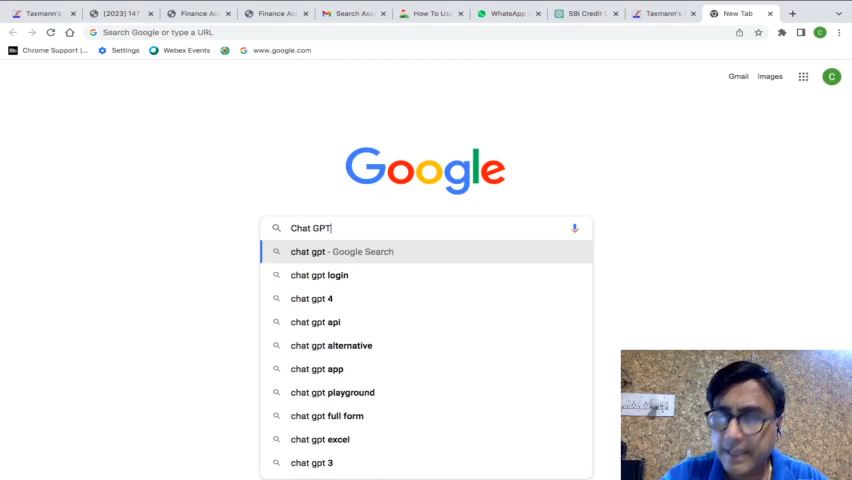 Taxmann's
[2023] 147
Finance Ac
Finance Ac
Search Ass
How To Us
WhatsApp
SBI Credit C
Taxmann's
New Tab
Search Google or type a URL
C
Chrome Support |...
Settings
Webex Events
www.google.com
Gmail
Images
C
Google
Chat GPT
chat gpt - Google Search
chat gpt login
chat gpt 4
chat gpt api
chat gpt alternative
chat gpt app
chat gpt playground
chat gpt full form
chat gpt excel
chat gpt 3